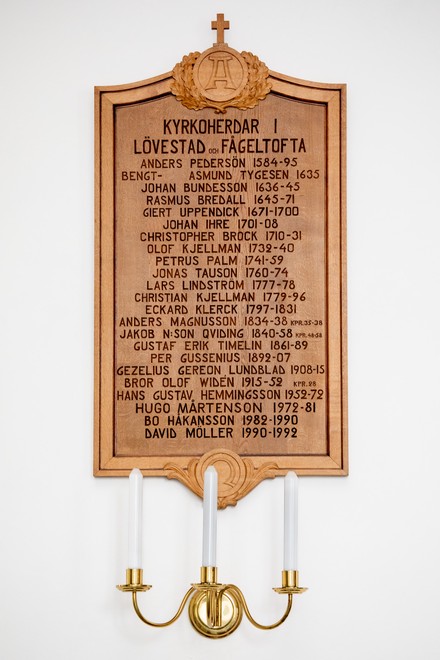 A
KYRKOHERDAR I
LÖVESTAD OCH FÅGELTOFTA
ANDERS PEDERSÖN 1584-95
BENGT- ASMUND TYGESEN 1635
JOHAN BUNDESSON 1636-45
RASMUS BREDALL 1645-71
GIERT UPPENDICK 1671-1700
JOHAN IHRE 1701-08
CHRISTOPHER BROCK 1710-31
OLOF KJELLMAN 1732-40
PETRUS PALM 1741-59
JONAS TAUSON 1760-74
LARS LINDSTRÖM 1777-78
CHRISTIAN KJELLMAN 1779-96
ECKARD KLERCK 1797-1831
ANDERS MAGNUSSON 1834-38 KPR.35-38
JAKOB N:SON QVIDING 1840-58 KPR.46-58
GUSTAF ERIK TIMELIN 1861-89
PER GUSSENIUS 1892-07
GEZELIUS GEREON LUNDBLAD 1908-15
BROR OLOF WIDEN 1915-52 KPR.28
HANS GUSTAV HEMMINGSSON 1952-72
HUGO MÅRTENSON 1972-81
BO HÅKANSSON 1982-1990
DAVID MÖLLER 1990-1992
Ω